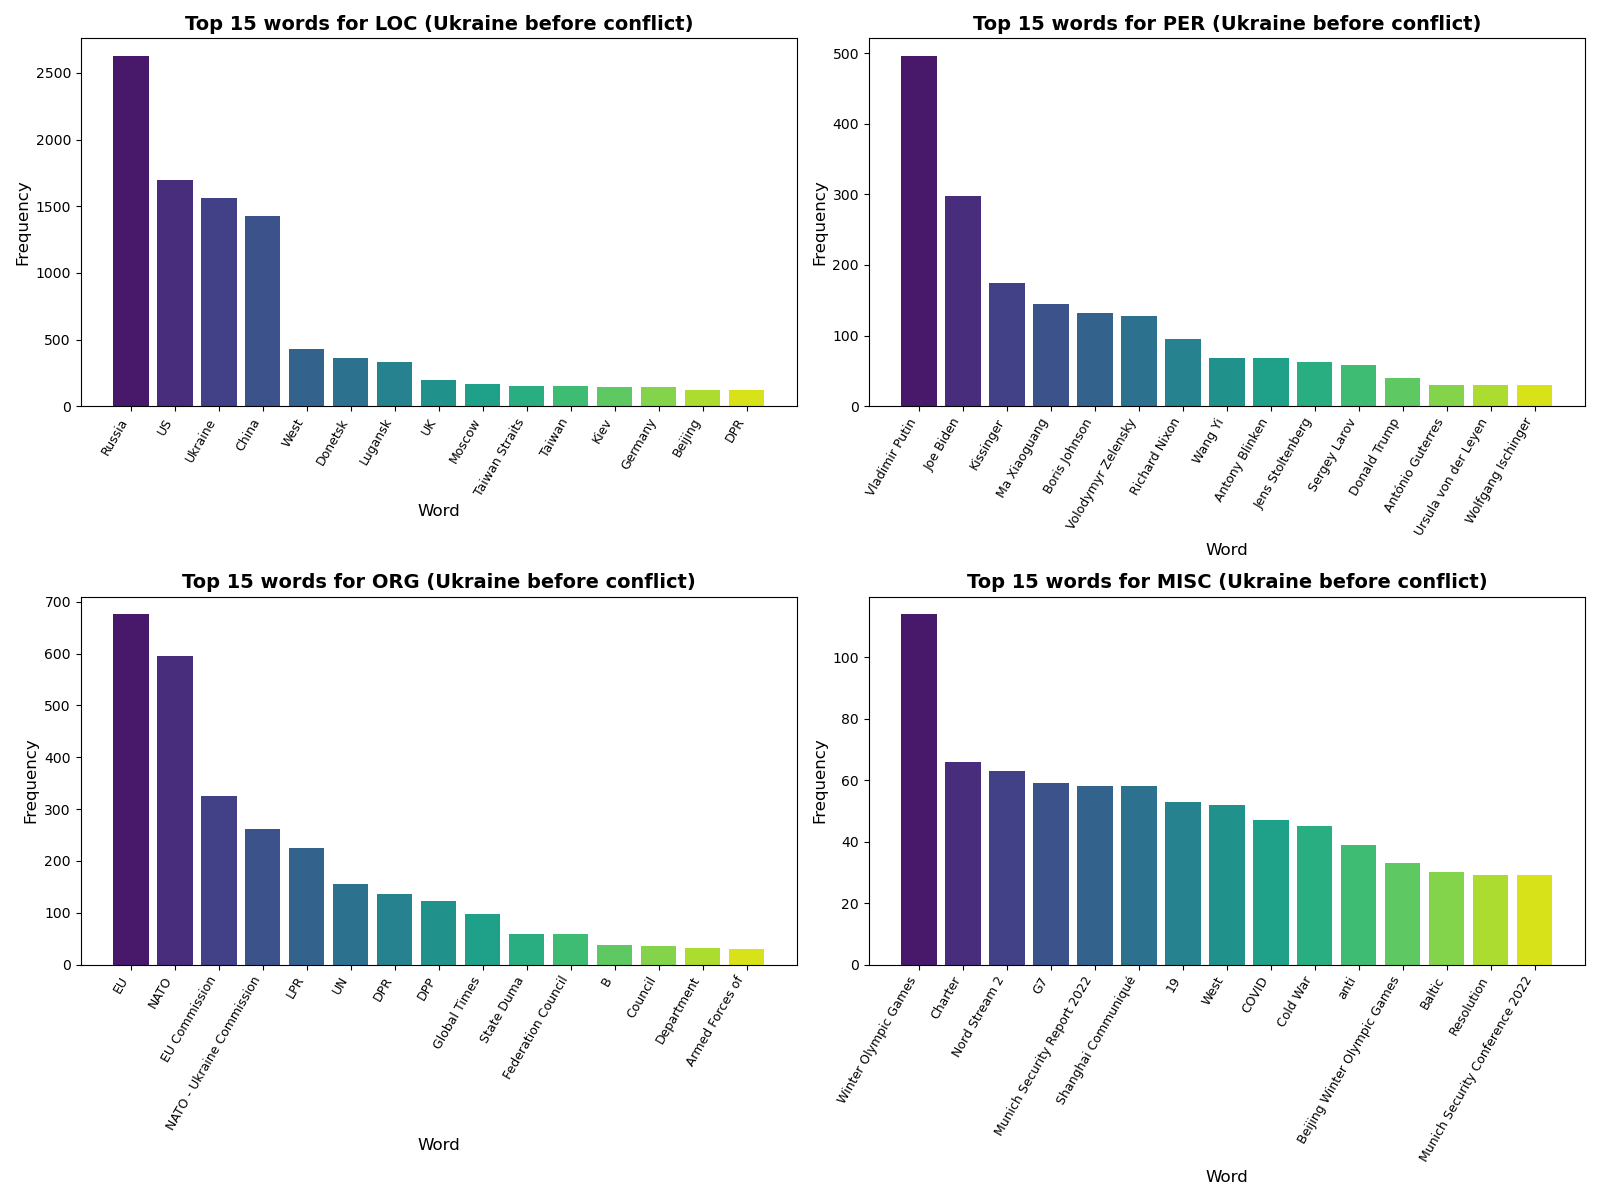 Top 15 words for LOC (Ukraine before conflict)
Frequency
2500
2000
1500
1000
500
0
Russia
US
Ukraine
China
West
Donetsk
Lugansk
UK
Moscow
Taiwan Straits
Taiwan
Kiev
Germany
Beijing
DPR
Word
Top 15 words for PER (Ukraine before conflict)
Frequency
500
400
300
200
100
0
Vladimir Putin
Joe Biden
Kissinger
Ma Xiaoguang
Boris Johnson
Volodymyr Zelensky
Richard Nixon
Wang Yi
Antony Blinken
Jens Stoltenberg
Sergey Larov
Donald Trump
António Guterres
Ursula von der Leyen
Wolfgang Ischinger
Word
Top 15 words for ORG (Ukraine before conflict)
Frequency
700
600
500
400
300
200
100
0
EU
NATO
EU Commission
NATO - Ukraine Commission
LPR
UN
DPR
DPP
Global Times
State Duma
Federation Council
B
Council
Department
Armed Forces of
Word
Top 15 words for MISC (Ukraine before conflict)
Frequency
100
80
60
40
20
0
Winter Olympic Games
Charter
Nord Stream 2
G7
Munich Security Report 2022
Shanghai Communiqué
19
West
COVID
Cold War
anti
Beijing Winter Olympic Games
Baltic
Resolution
Munich Security Conference 2022
Word